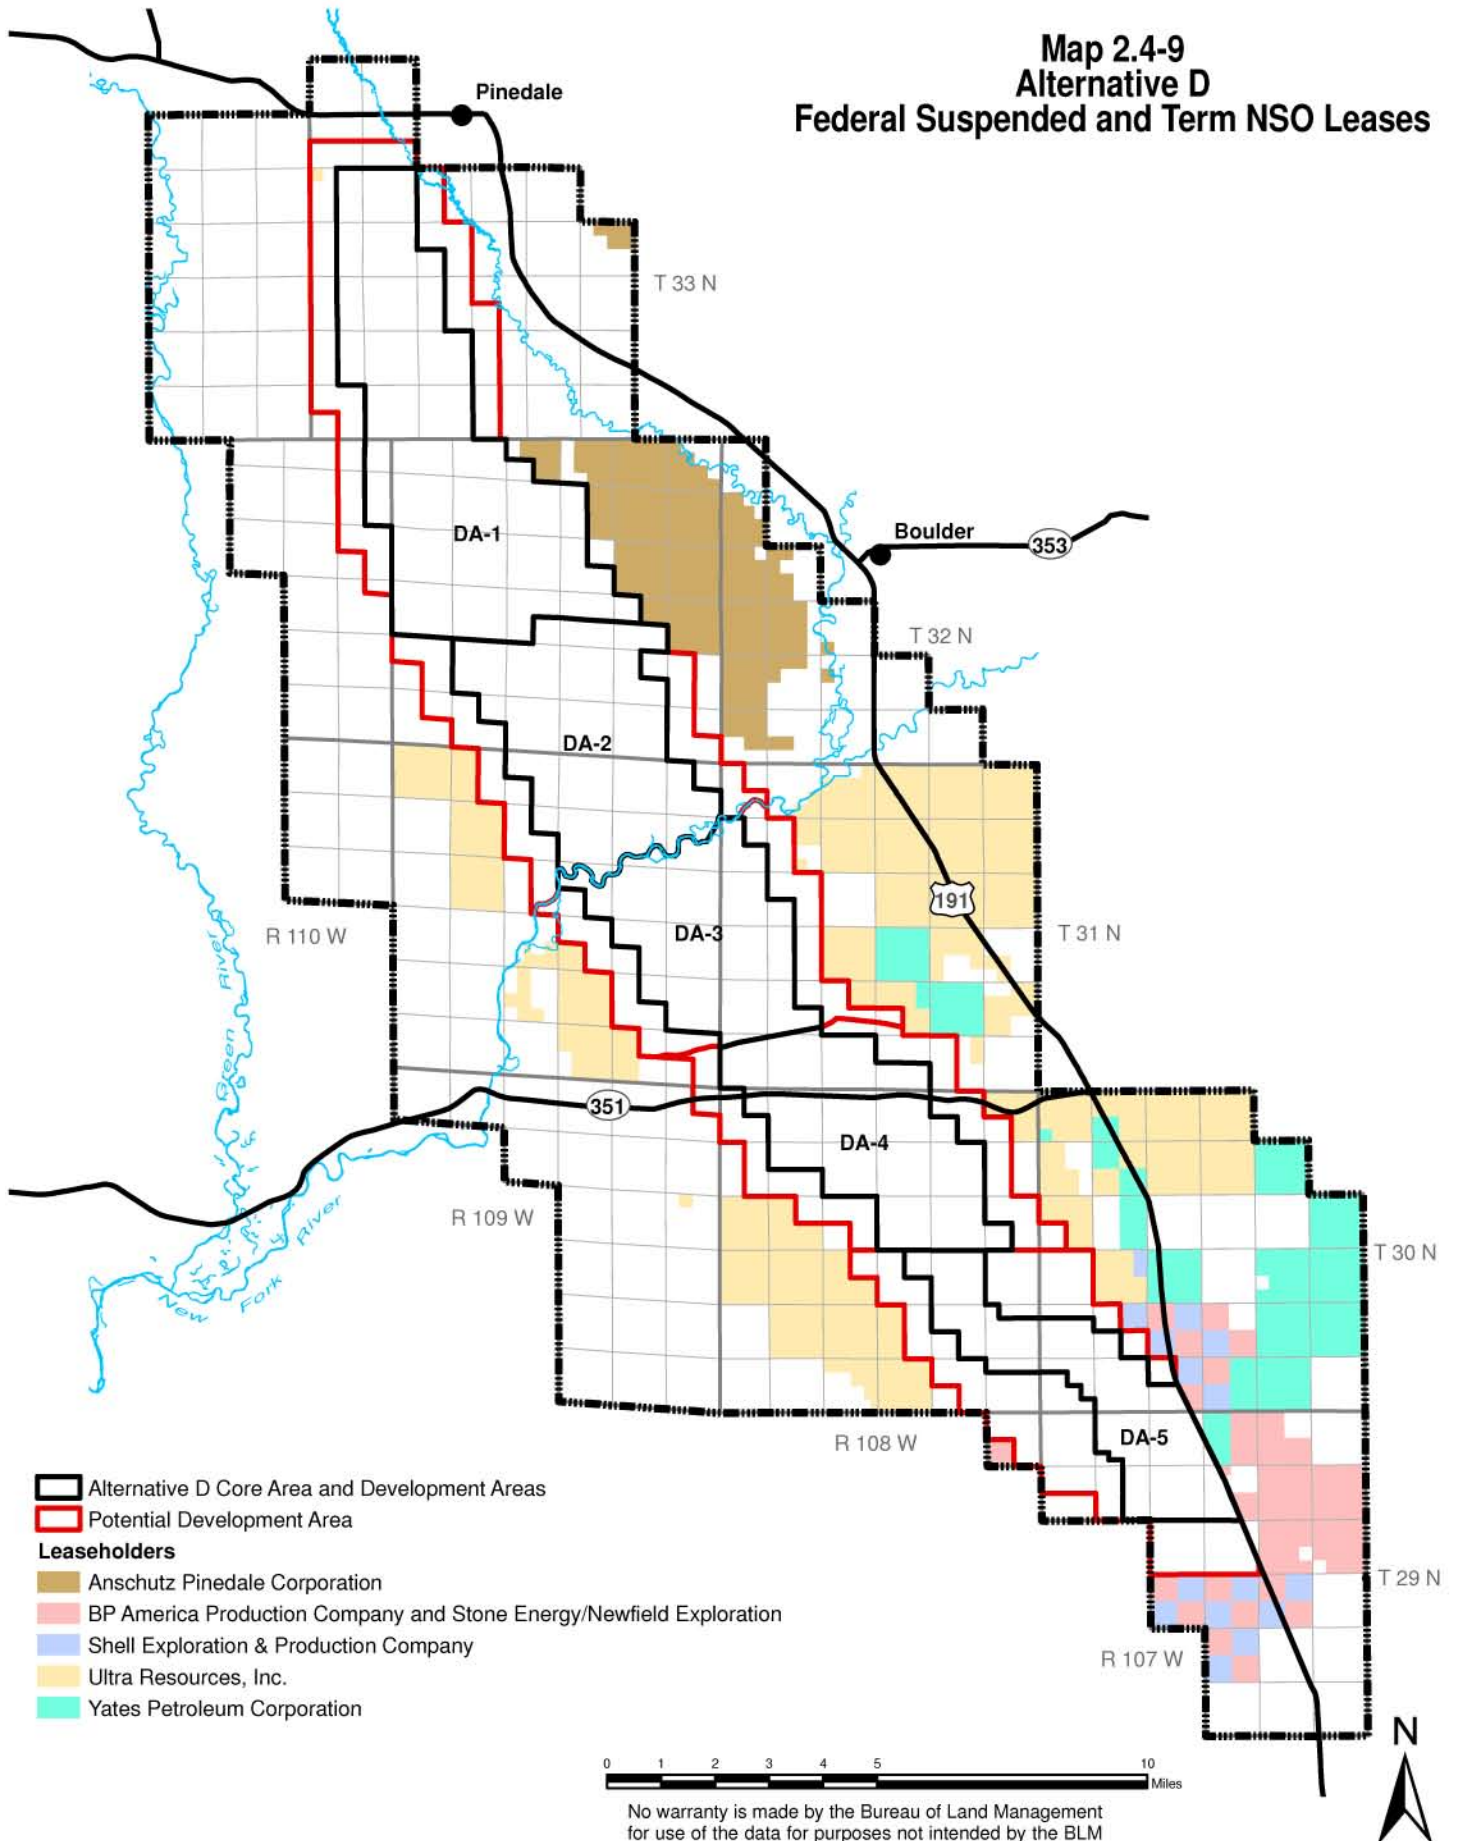 Map 2.4-9
Alternative D
Federal Suspended and Term NSO Leases
Pinedale
T 33 N
DA-1
Boulder
353
T 32 N
DA-2
191
R 110 W
DA-3
T 31 N
Green River
Green
351
DA-4
R 109 W
River
New Fork
T 30 N
R 108 W
DA-5
T 29 N
R 107 W
Alternative D Core Area and Development Areas
Potential Development Area
Leaseholders
Anschutz Pinedale Corporation
BP America Production Company and Stone Energy/Newfield Exploration
Shell Exploration & Production Company
Ultra Resources, Inc.
Yates Petroleum Corporation
N
0 1 2 3 4 5 10
Miles
No warranty is made by the Bureau of Land Management
for use of the data for purposes not intended by the BLM